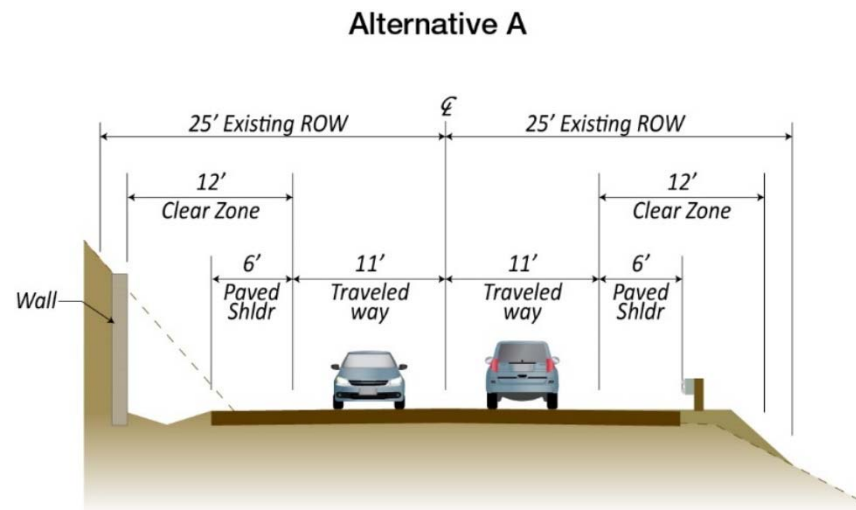 Alternative A
℄
25’ Existing ROW
25’ Existing ROW
12’
Clear Zone
12’
Clear Zone
6’
Paved
Shldr
11’
Traveled
way
11’
Traveled
way
6’
Paved
Shldr
Wall